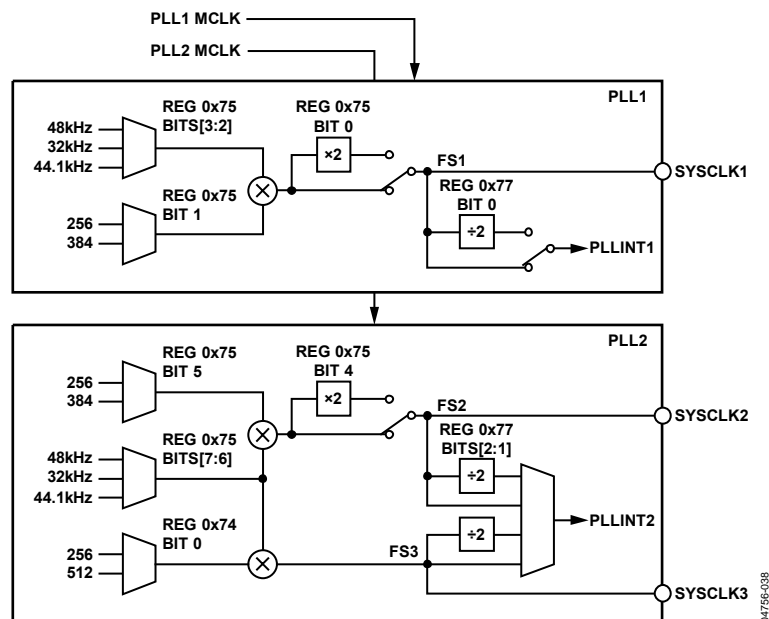 PLL1 MCLK
PLL2 MCLK
PLL1
REG 0x75
BITS[3:2]
48kHz
32kHz
44.1kHz
REG 0x75
BIT 0
×2
REG 0x75
BIT 1
256
384
×
FS1
SYSCLK1
REG 0x77
BIT 0
÷2
PLLINT1
PLL2
REG 0x75
BIT 5
256
384
REG 0x75
BIT 4
×2
×
FS2
SYSCLK2
REG 0x75
BITS[7:6]
48kHz
32kHz
44.1kHz
REG 0x77
BITS[2:1]
÷2
÷2
PLLINT2
REG 0x74
BIT 0
256
512
×
FS3
SYSCLK3
04756-038